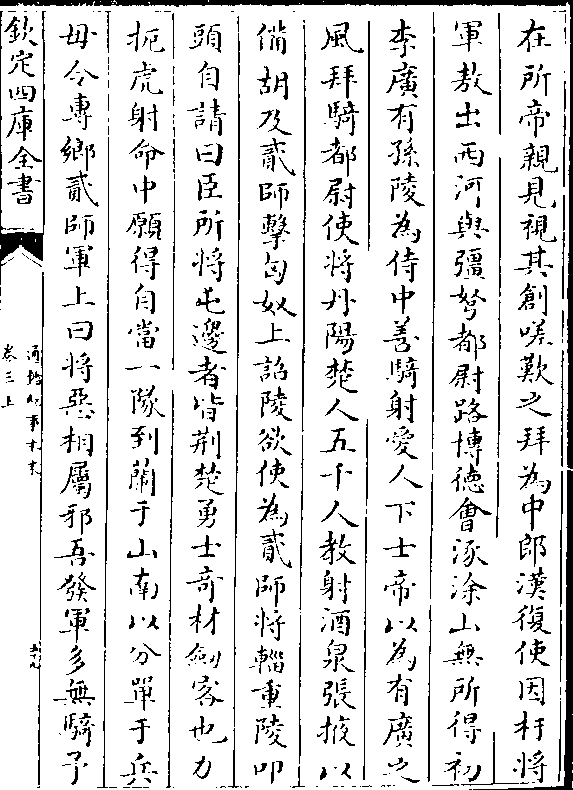 在所帝親見視其創嗟歎之拜為中郎漢復使因杅將
軍敖出西河與彊弩都尉路博德會涿涂山無所得初
李廣有孫陵為侍中善騎射愛人下士帝以為有廣之
風拜騎都尉使將丹陽楚人五千人教射酒泉張掖以
備胡及貳師擊匈奴上詔陵欲使為貳師將輜重陵叩
頭自請曰臣所將屯邊者皆荆楚勇士奇材劍客也力
扼虎射命中願得自當一隊到蘭于山南以分單于兵
毋令專鄉貳師軍上曰將惡相屬邪吾發軍多無騎予
欽定四庫全書
通鑑紀事本末
卷三上